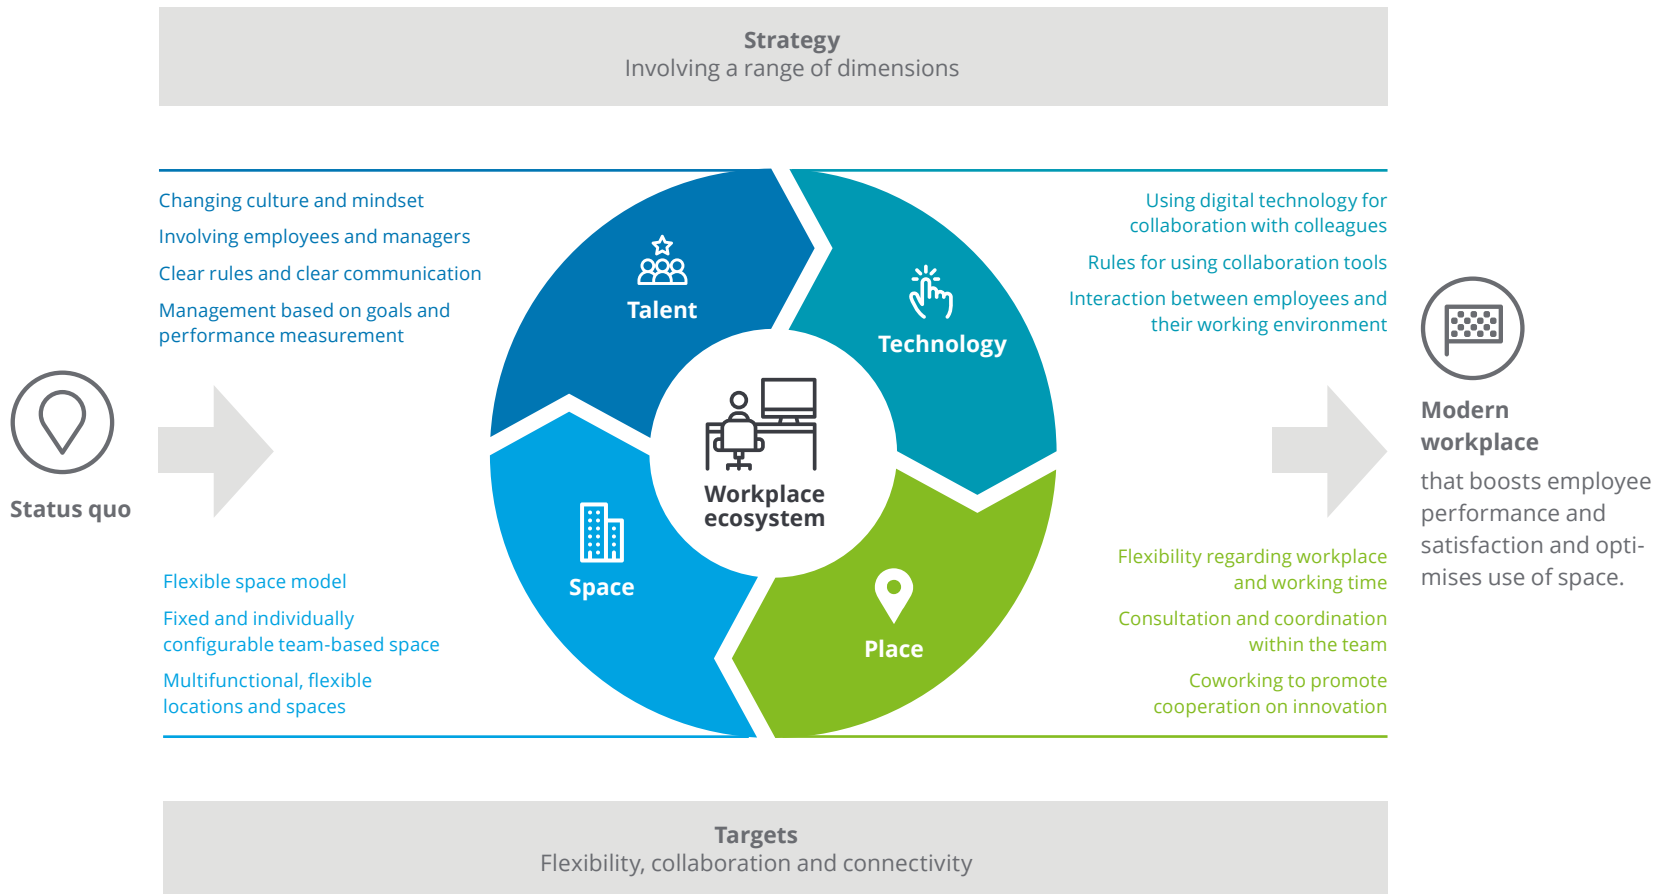 Strategy
Involving a range of dimensions
Changing culture and mindset
Involving employees and managers
Clear rules and clear communication
Management based on goals and
performance measurement
Using digital technology for
collaboration with colleagues
Rules for using collaboration tools
Interaction between employees and
their working environment
Talent
Technology
Status quo
Workplace
ecosystem
Modern
workplace
that boosts employee
performance and
satisfaction and opti-
mises use of space.
Space
Place
Flexible space model
Fixed and individually
configurable team-based space
Multifunctional, flexible
locations and spaces
Flexibility regarding workplace
and working time
Consultation and coordination
within the team
Coworking to promote
cooperation on innovation
Targets
Flexibility, collaboration and connectivity